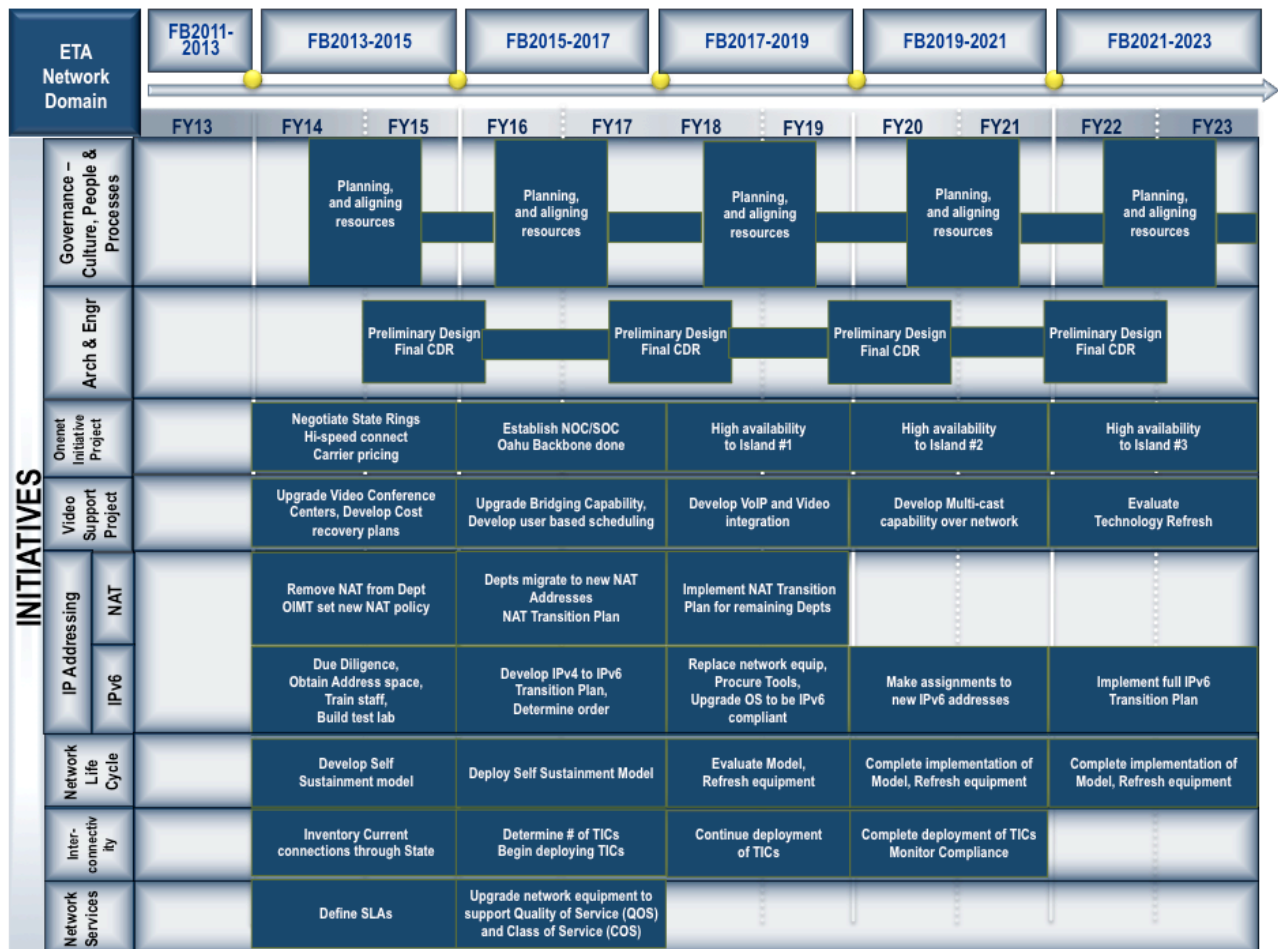 ETA
Network
Domain
FB2011-
2013
FB2013-2015
FB2015-2017
FB2017-2019
FB2019-2021
FB2021-2023
FY13
FY14
FY15
FY16
FY17
FY18
FY19
FY20
FY21
FY22
FY23
INITIATIVES
Governance –
Culture, People &
Processes
Planning,
and aligning
resources
Planning,
and aligning
resources
Planning,
and aligning
resources
Planning,
and aligning
resources
Planning,
and aligning
resources
Arch & Engr
Preliminary Design
Final CDR
Preliminary Design
Final CDR
Preliminary Design
Final CDR
Preliminary Design
Final CDR
Onenet
Initiative
Project
Negotiate State Rings
Hi-speed connect
Carrier pricing
Establish NOC/SOC
Oahu Backbone done
High availability
to Island #1
High availability
to Island #2
High availability
to Island #3
Video
Support
Project
Upgrade Video Conference
Centers, Develop Cost
recovery plans
Upgrade Bridging Capability,
Develop user based scheduling
Develop VoIP and Video
integration
Develop Multi-cast
capability over network
Evaluate
Technology Refresh
IP Addressing
NAT
Remove NAT from Dept
OIMT set new NAT policy
Depts migrate to new NAT
Addresses
NAT Transition Plan
Implement NAT Transition
Plan for remaining Depts
IPv6
Due Diligence,
Obtain Address space,
Train staff,
Build test lab
Develop IPv4 to IPv6
Transition Plan,
Determine order
Replace network equip,
Procure Tools,
Upgrade OS to be IPv6
compliant
Make assignments to
new IPv6 addresses
Implement full IPv6
Transition Plan
Network
Life
Cycle
Develop Self
Sustainment model
Deploy Self Sustainment Model
Evaluate Model,
Refresh equipment
Complete implementation of
Model, Refresh equipment
Complete implementation of
Model, Refresh equipment
Inter-
connectiv
ity
Inventory Current
connections through State
Determine # of TICs
Begin deploying TICs
Continue deployment
of TICs
Complete deployment of TICs
Monitor Compliance
Network
Services
Define SLAs
Upgrade network equipment to
support Quality of Service (QOS)
and Class of Service (COS)